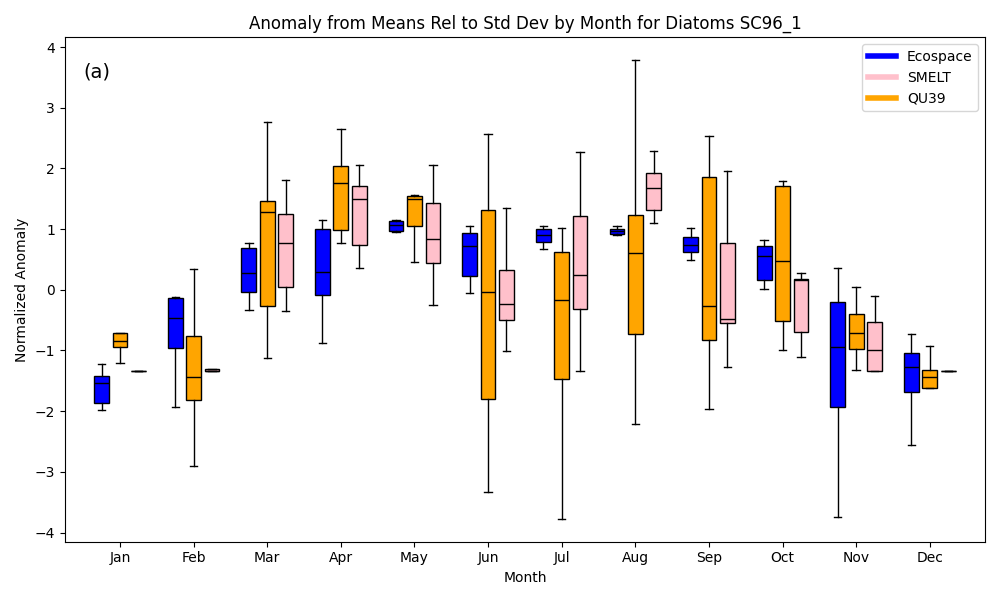 Anomaly from Means Rel to Std Dev by Month for Diatoms SC96_1
(a)
Ecospace
SMELT
QU39
Normalized Anomaly
4
3
2
1
0
−1
−2
−3
−4
Jan Feb Mar Apr May Jun Jul Aug Sep Oct Nov Dec
Month